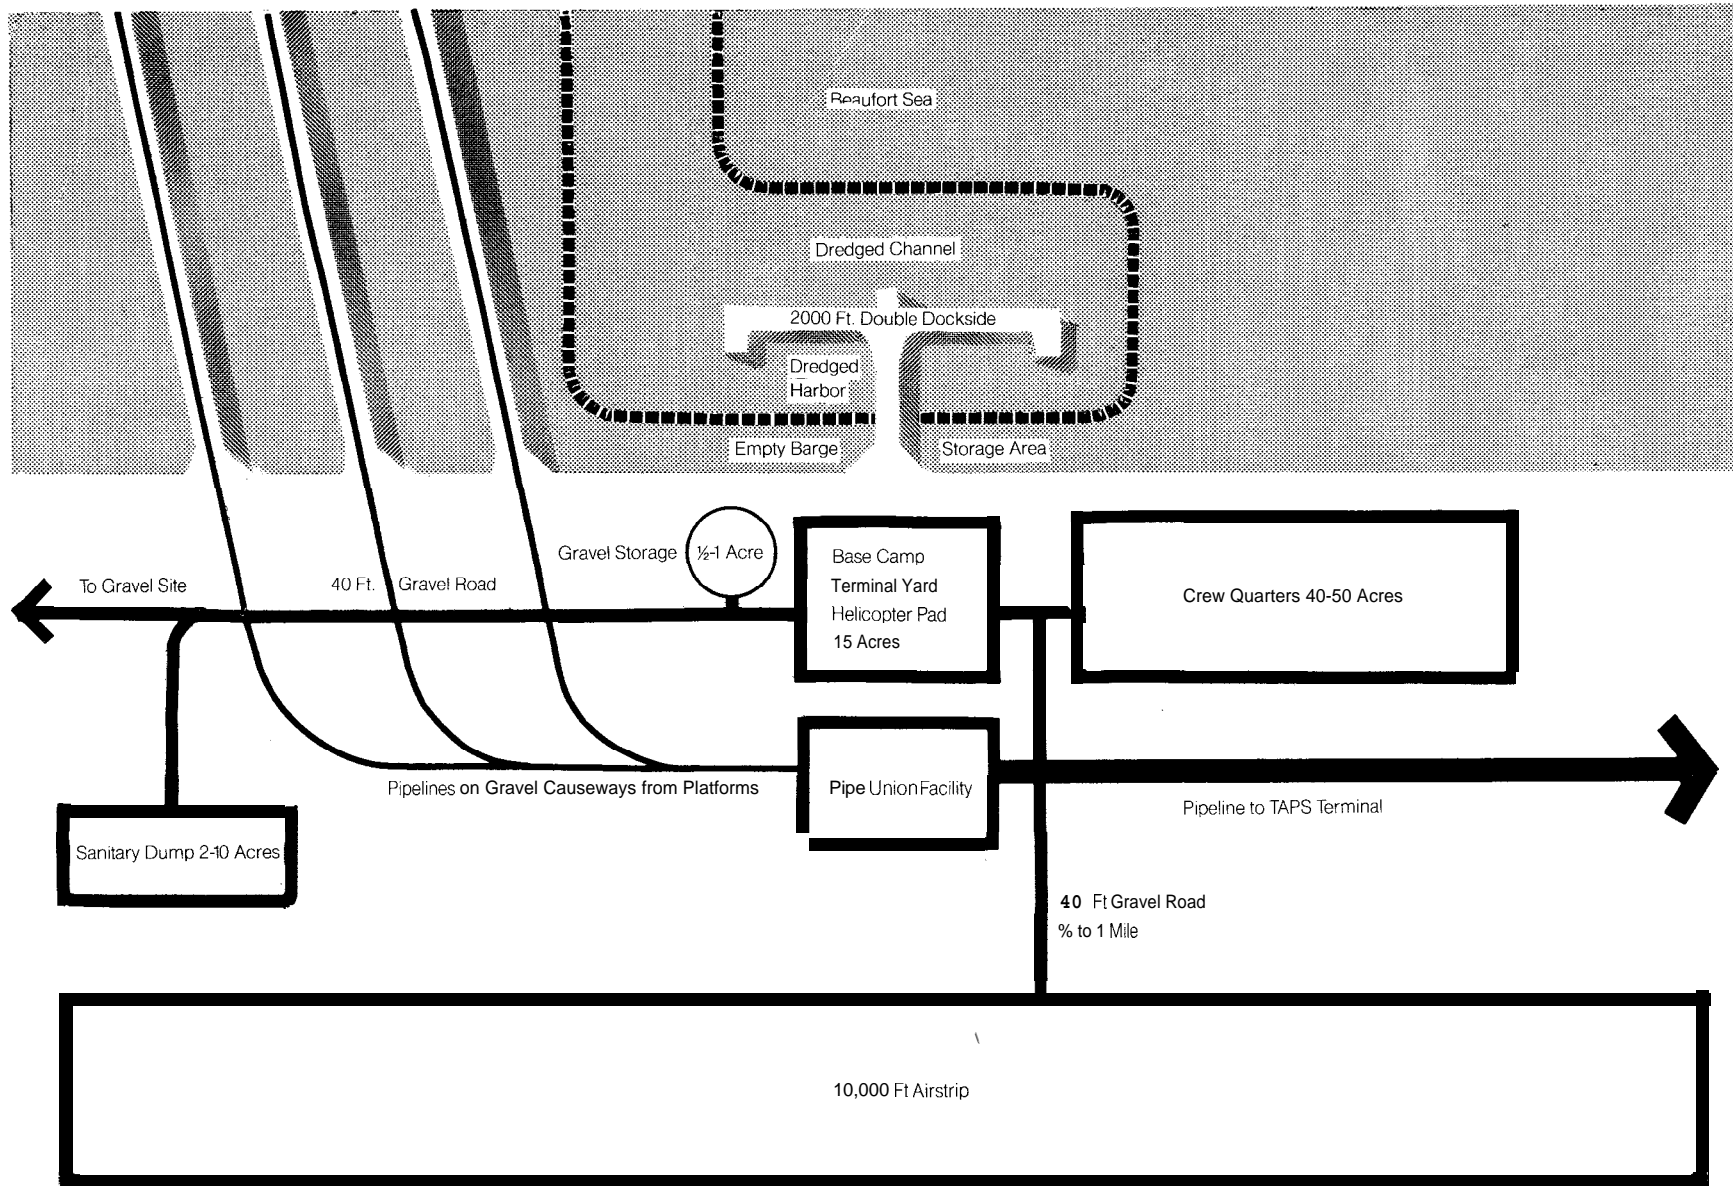 Beaufort Sea
Dredged Channel
2000 Ft. Double Dockside
Dredged
Harbor
Empty Barge
Storage Area
Gravel Storage
½-1 Acre
Base Camp
Terminal Yard
Helicopter Pad
15 Acres
Crew Quarters 40-50 Acres
To Gravel Site
40 Ft. Gravel Road
Pipelines on Gravel Causeways from Platforms
Pipe Union Facility
Pipeline to TAPS Terminal
Sanitary Dump 2-10 Acres
40 Ft Gravel Road
% to 1 Mile
10,000 Ft Airstrip